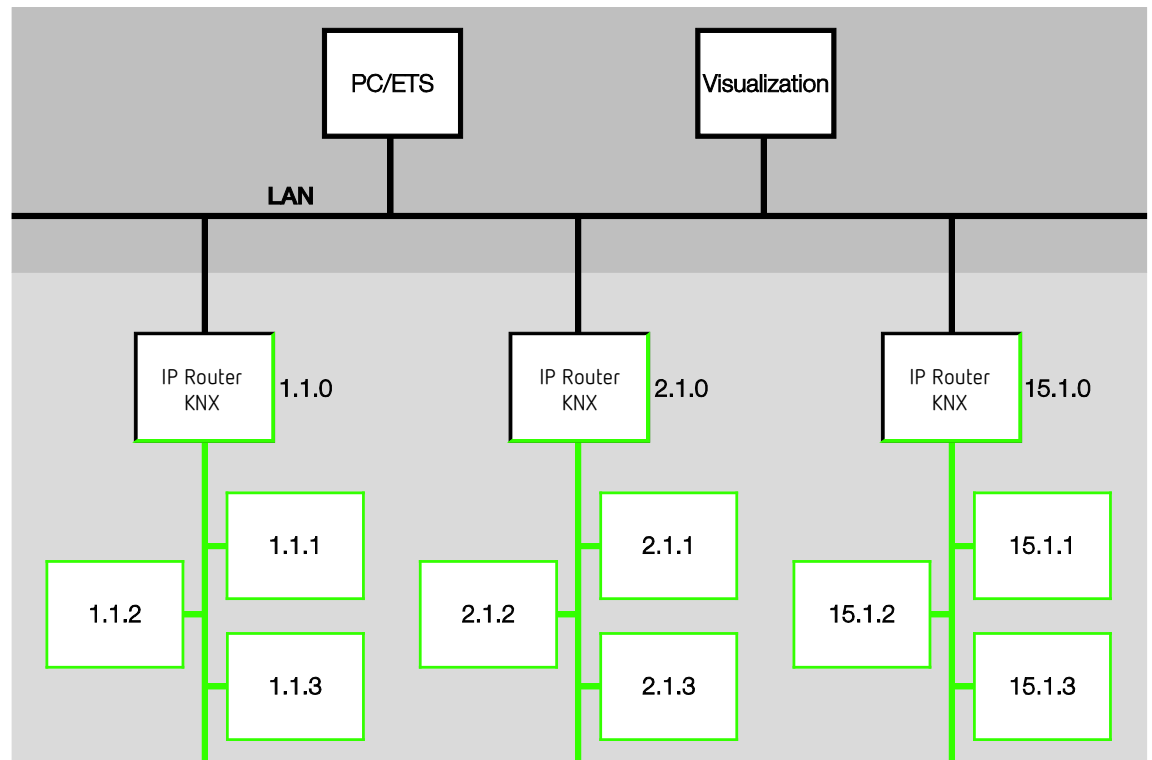 PC/ETS
Visualization
LAN
IP Router
KNX
1.1.0
IP Router
KNX
2.1.0
IP Router
KNX
15.1.0
1.1.1
1.1.2
1.1.3
2.1.1
2.1.2
2.1.3
15.1.1
15.1.2
15.1.3